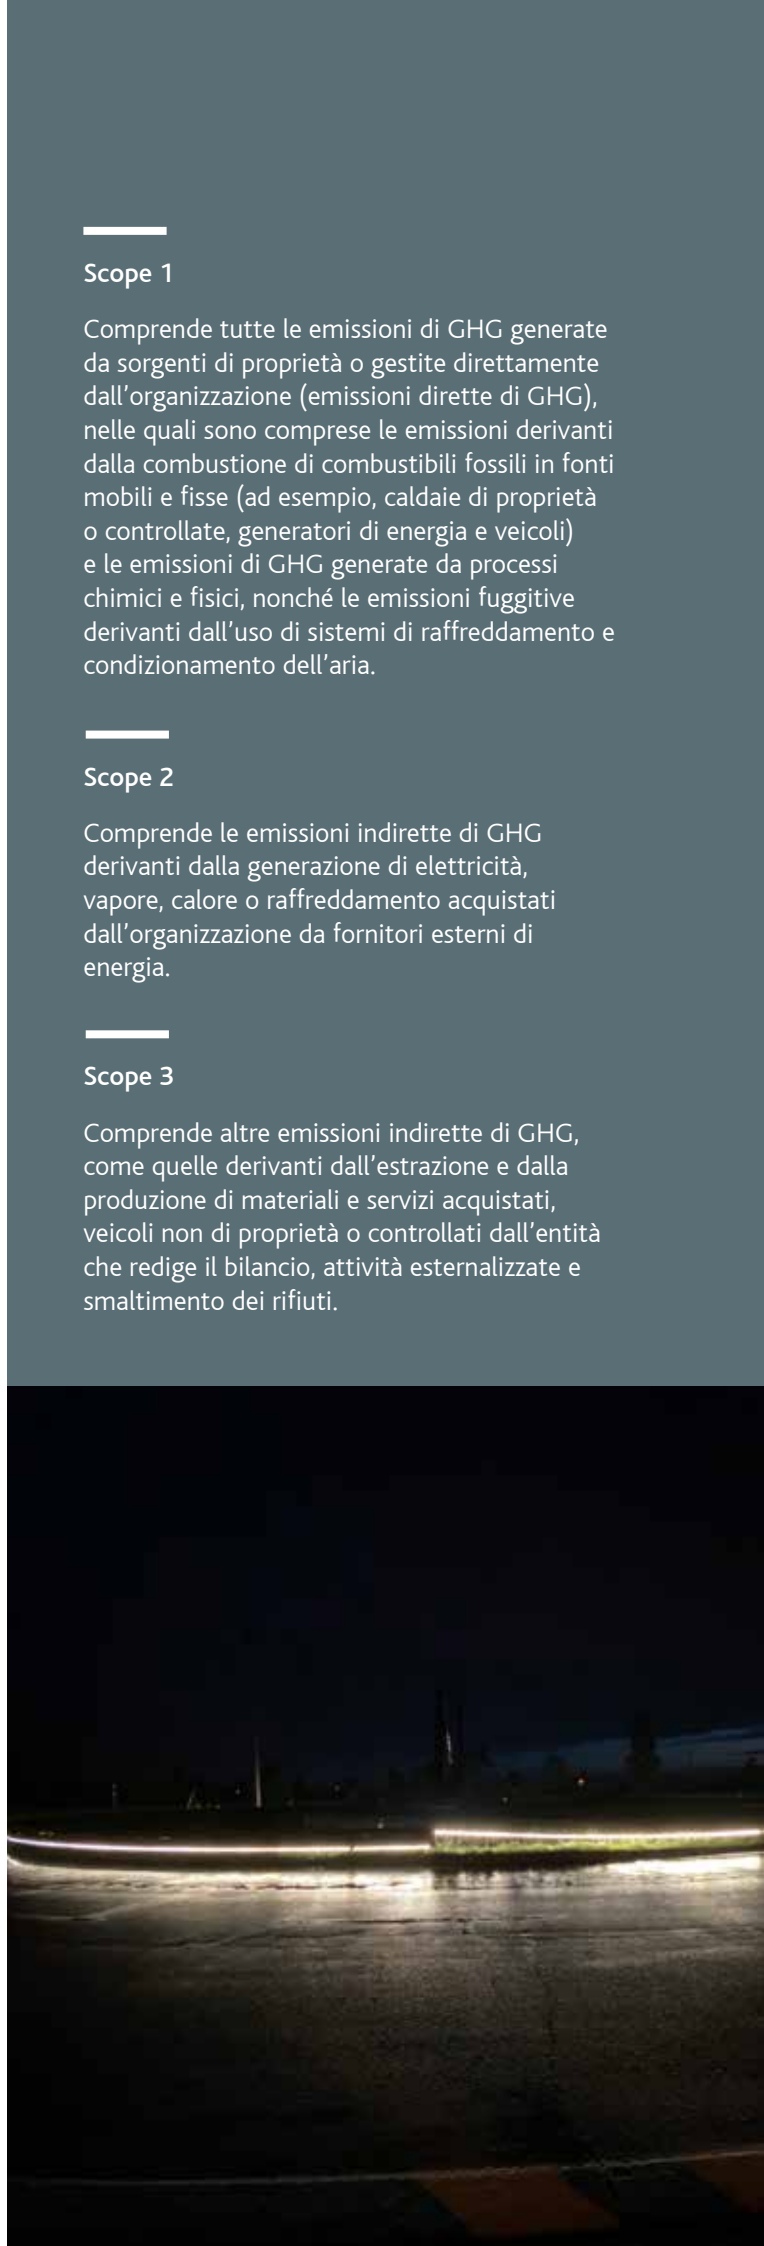 Scope 1
Comprende tutte le emissioni di GHG generate
da sorgenti di proprietà o gestite direttamente
dall'organizzazione (emissioni dirette di GHG),
nelle quali sono comprese le emissioni derivanti
dalla combustione di combustibili fossili in fonti
mobili e fisse (ad esempio, caldaie di proprietà
o controllate, generatori di energia e veicoli)
e le emissioni di GHG generate da processi
chimici e fisici, nonché le emissioni fuggitive
derivanti dall'uso di sistemi di raffreddamento e
condizionamento dell'aria.
Scope 2
Comprende le emissioni indirette di GHG
derivanti dalla generazione di elettricità,
vapore, calore o raffreddamento acquistati
dall'organizzazione da fornitori esterni di
energia.
Scope 3
Comprende altre emissioni indirette di GHG,
come quelle derivanti dall'estrazione e dalla
produzione di materiali e servizi acquistati,
veicoli non di proprietà o controllati dall'entità
che redige il bilancio, attività esternalizzate e
smaltimento dei rifiuti.